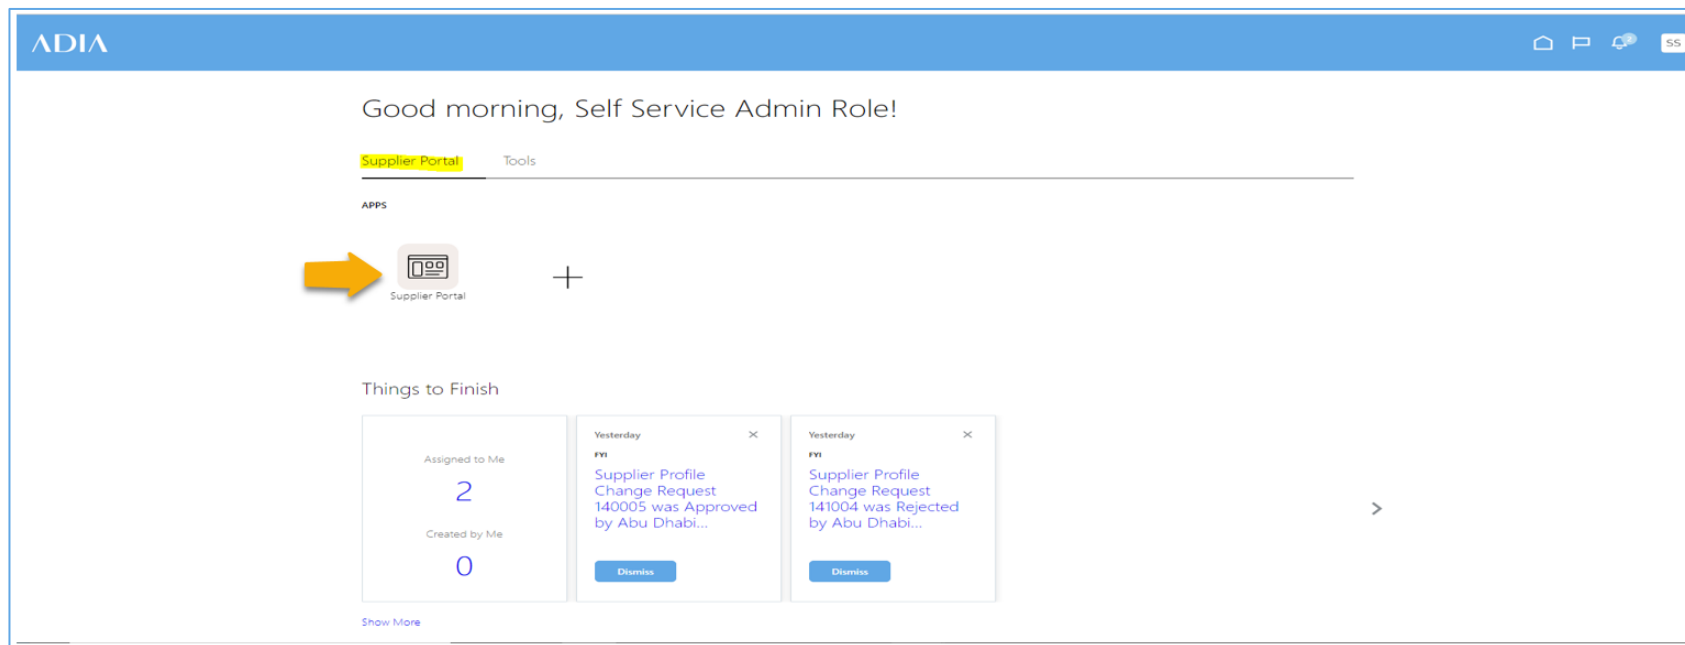 ADIA
2
SS
Good morning, Self Service Admin Role!
Supplier Portal
Tools
APPS
Supplier Portal
Things to Finish
Assigned to Me
2
Created by Me
0
Yesterday
FYI
Supplier Profile
Change Request
140005 was Approved
by Abu Dhabi...
Dismiss
Yesterday
FYI
Supplier Profile
Change Request
141004 was Rejected
by Abu Dhabi...
Dismiss
Show More